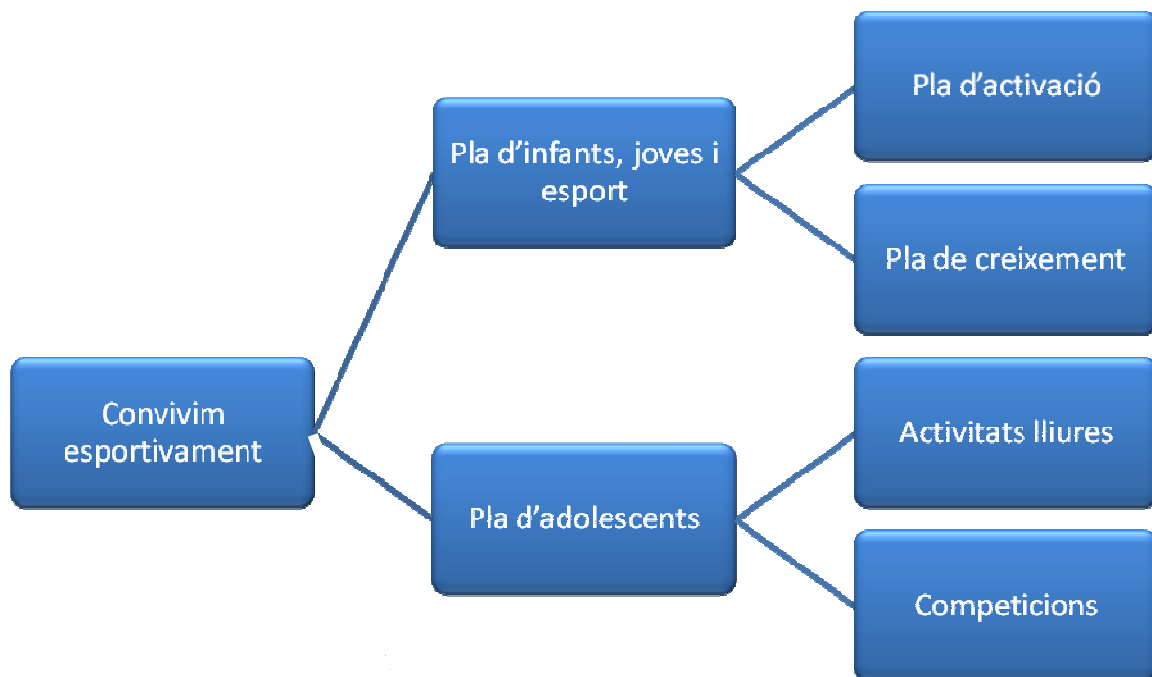 Pla d’activació
Pla d’infants, joves i
esport
Pla de creixement
Convivim
esportivament
Activitats lliures
Pla d’adolescents
Competicions